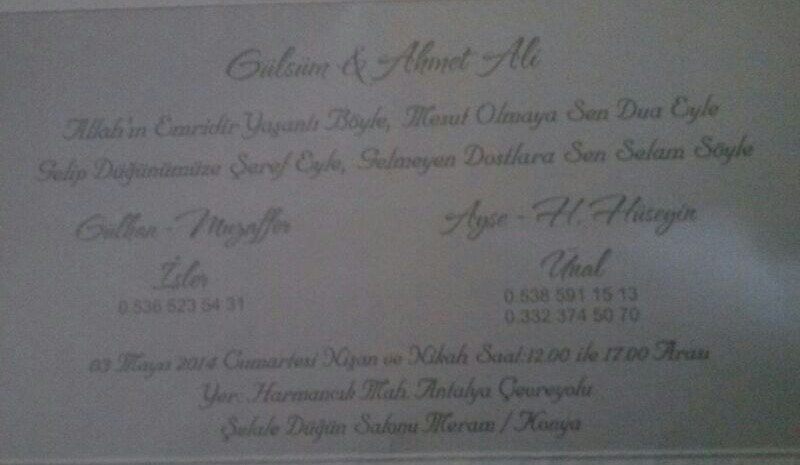 Gülsüm & Ahmet Ali
Allah'ın Emridir Yaşantı Böyle, Mesut Olmaya Sen Dua Eyle
Gelip Düğünümüze Şeref Eyle, Gelmeyen Dostlara Sen Selam Söyle
Gülhan - Muzaffer
İşler
0.536 523 54 31
Ayşe - H. Hüseyin
Ünal
0.538 591 15 13
0.332 374 50 70
03 Mayıs 2014 Cumartesi Nişan ve Nikah Saat:12.00 ile 17.00 Arası
Yer: Harmancık Mah. Antalya Çevreyolu
Şelale Düğün Salonu Meram / Konya